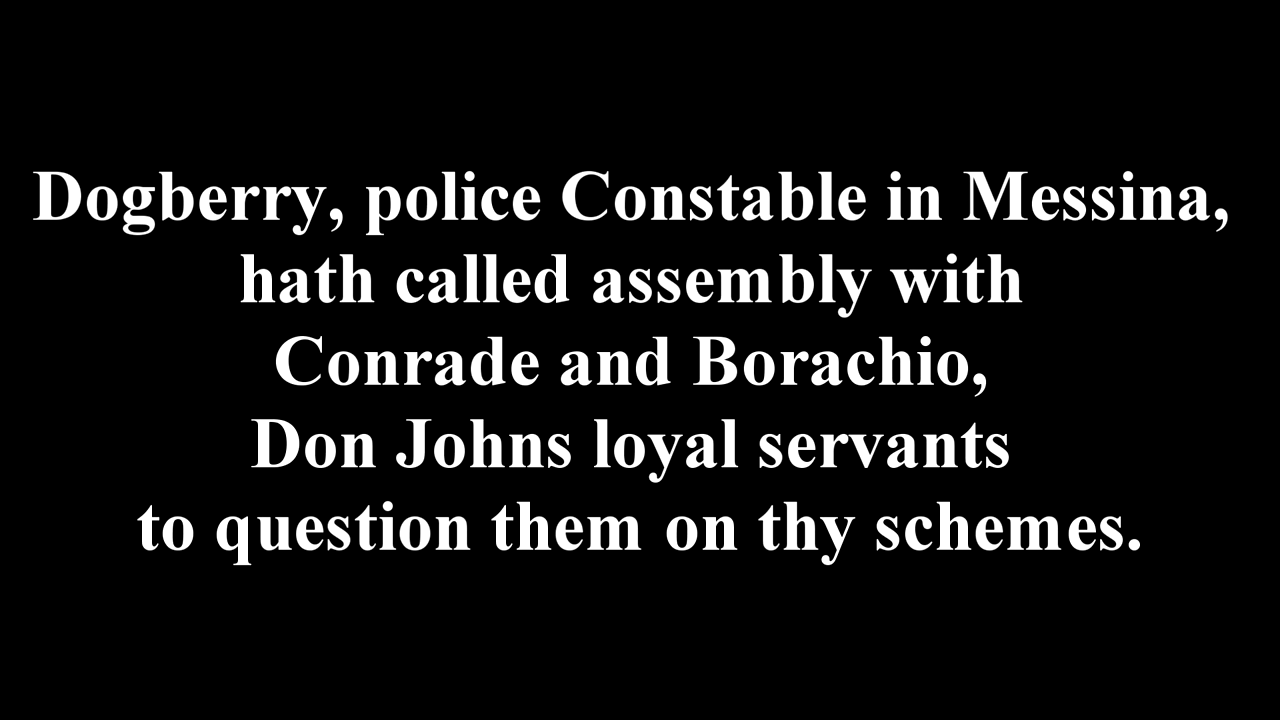 Dogberry, police Constable in Messina,
hath called assembly with
Conrade and Borachio,
Don Johns loyal servants
to question them on thy schemes.